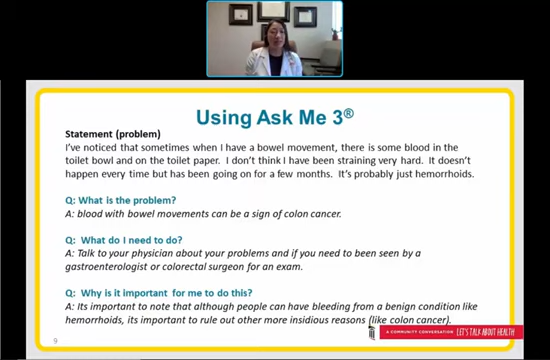 Using Ask Me 3®
Statement (problem)
I've noticed that sometimes when I have a bowel movement, there is some blood in the
toilet bowl and on the toilet paper. I don't think I have been straining very hard. It doesn't
happen every time but has been going on for a few months. It's probably just hemorrhoids.
Q: What is the problem?
A: blood with bowel movements can be a sign of colon cancer.
Q: What do I need to do?
A: Talk to your physician about your problems and if you need to been seen by a
gastroenterologist or colorectal surgeon for an exam.
Q: Why is it important for me to do this?
A: Its important to note that although people can have bleeding from a benign condition like
hemorrhoids, its important to rule out other more insidious reasons (like colon cancer).
9
A COMMUNITY CONVERSATION LET'S TALK ABOUT HEALTH